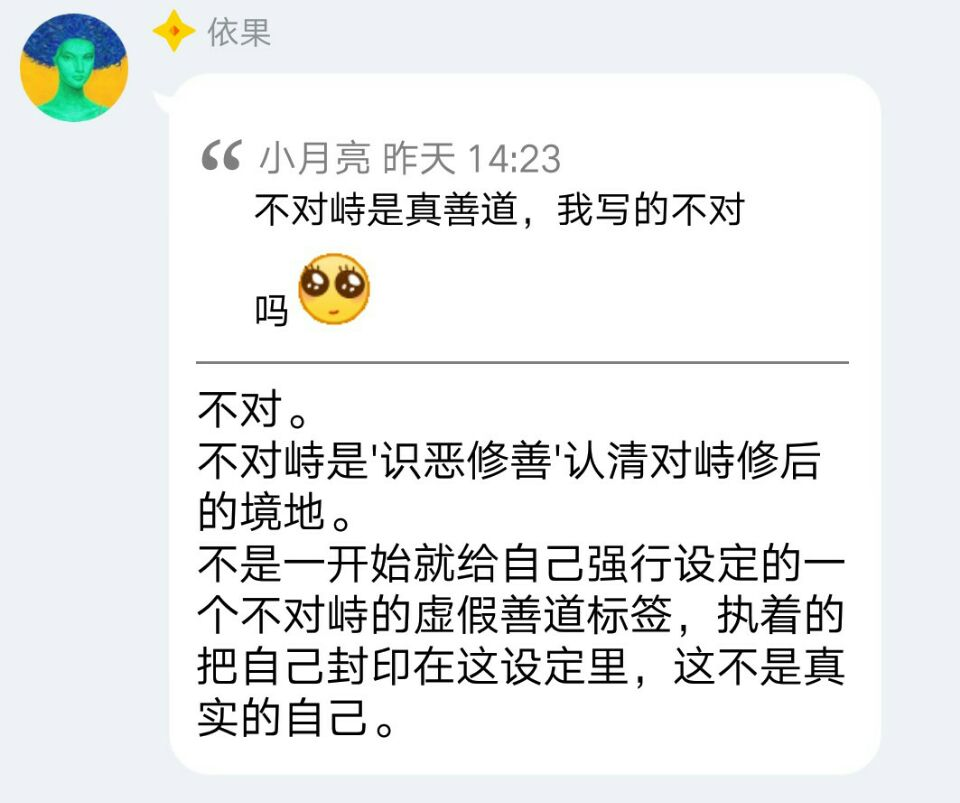 依果
小月亮 昨天 14:23
不对峙是真善道，我写的不对
吗
不对。
不对峙是'识恶修善'认清对峙修后
的境地。
不是一开始就给自己强行设定的一
个不对峙的虚假善道标签，执着的
把自己封印在这设定里，这不是真
实的自己。